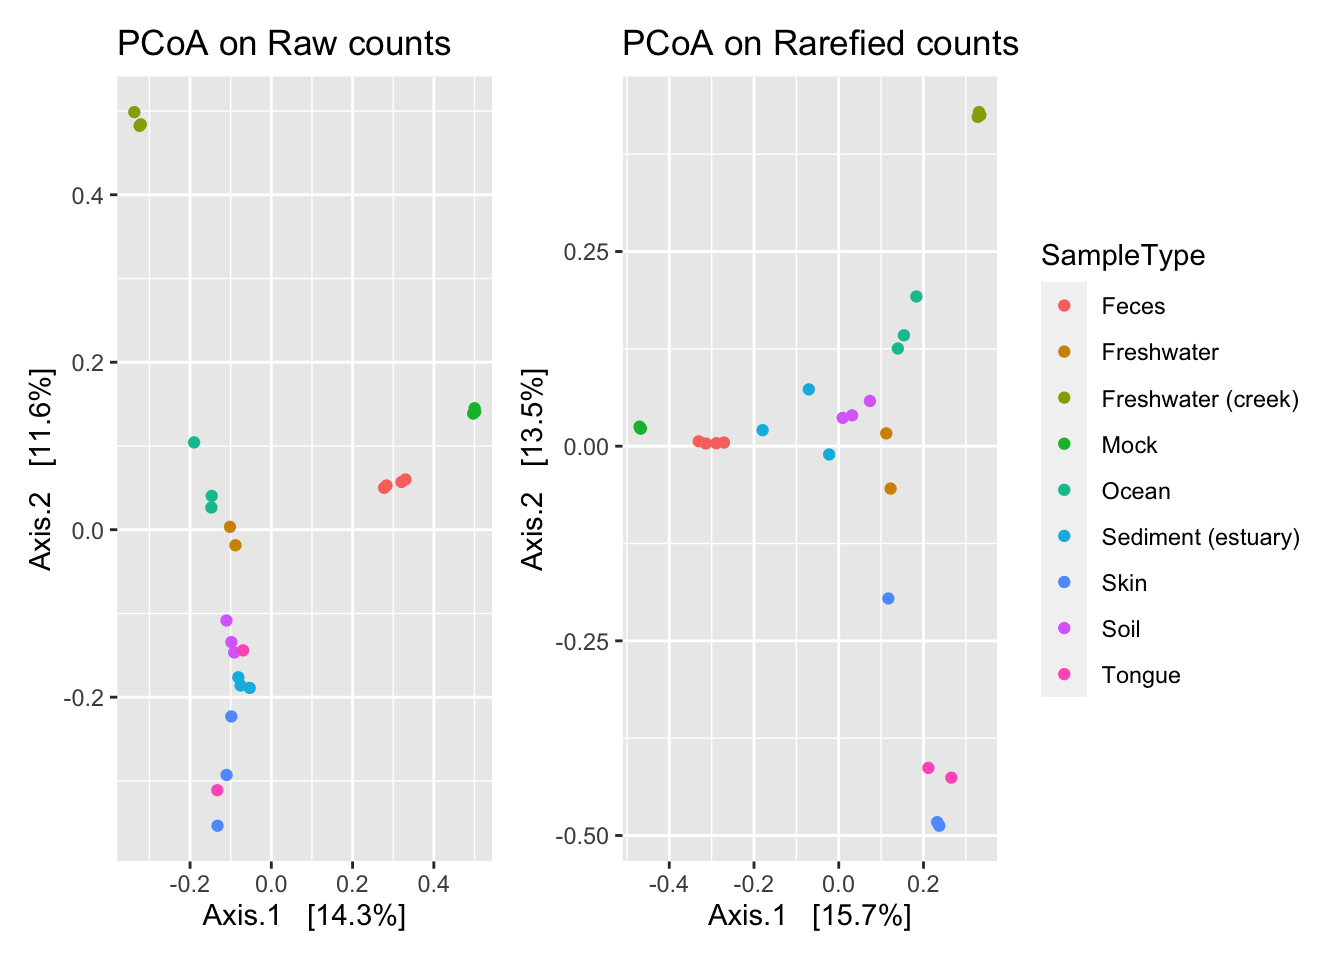 PCoA on Raw counts
0.4
0.2
0.0
-0.2
Axis.2 [11.6%]
-0.2 0.0 0.2 0.4
Axis.1 [14.3%]
PCoA on Rarefied counts
0.25
0.00
-0.25
-0.50
Axis.2 [13.5%]
-0.4 -0.2 0.0 0.2
Axis.1 [15.7%]
SampleType
Feces
Freshwater
Freshwater (creek)
Mock
Ocean
Sediment (estuary)
Skin
Soil
Tongue